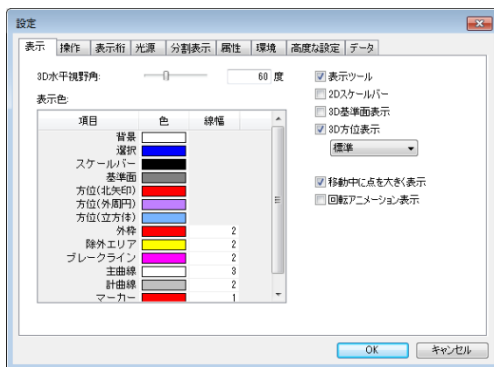 設定
表示 操作 表示桁 光源 分割表示 属性 環境 高度な設定 データ
3D水平視野角: 60 度
表示色:
項目 色 線幅
背景
選択
スケールバー
基準面
方位(北矢印)
方位(外周円)
方位(立方体)
外枠 2
除外エリア 2
ブレークライン 2
主曲線 3
計曲線 2
マーカー 1
表示ツール
2Dスケールバー
3D基準面表示
3D方位表示
標準
移動中に点を大きく表示
回転アニメーション表示
OK キャンセル